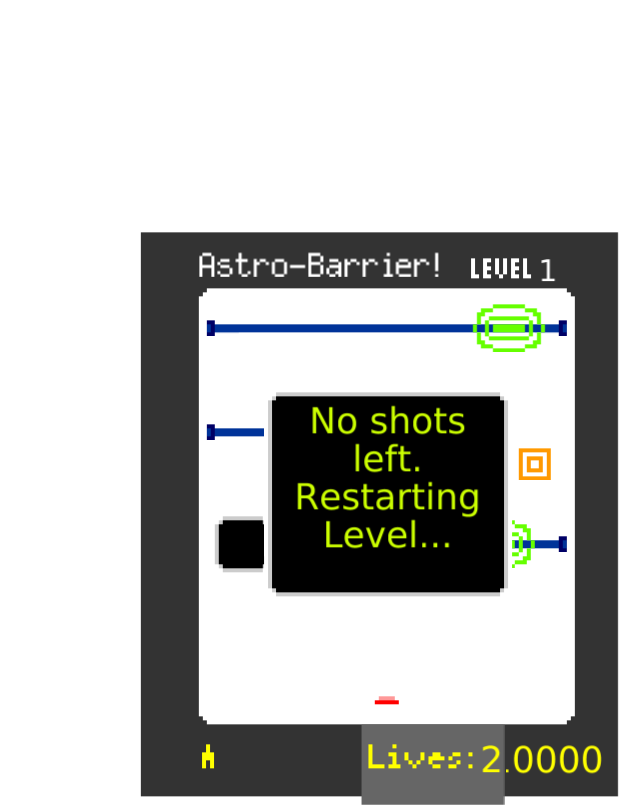 Astro-Barrier! LEVEL 1
No shots
left.
Restarting
Level...
Lives:2.0000